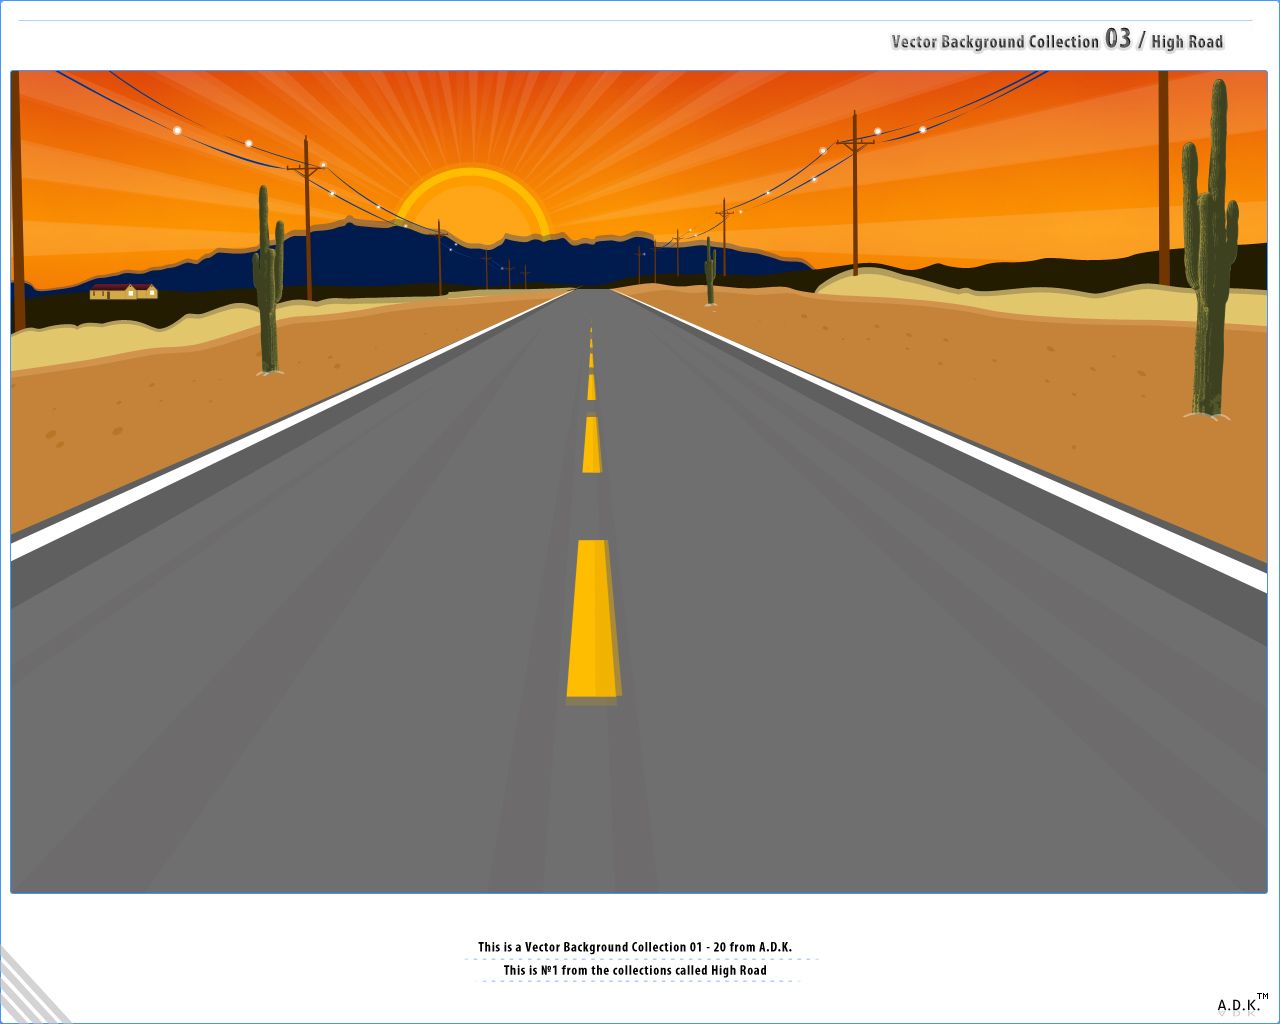 Vector Background Collection 03 / High Road
This is a Vector Background Collection 01 - 20 from A.D.K.
This is №1 from the collections called High Road
A.D.K.™